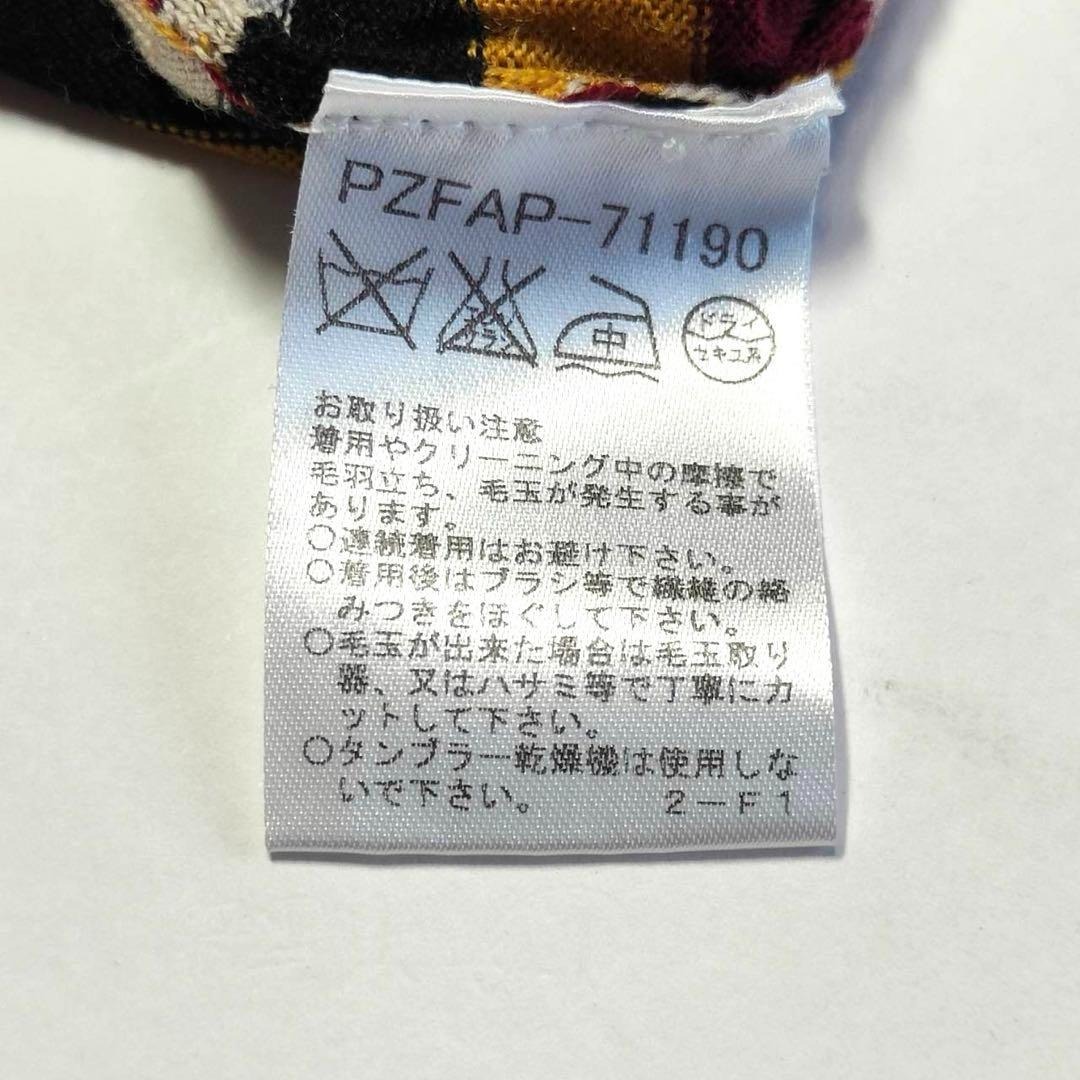 PZFAP-71190
エンソサラシ 中 ドライ
セキユ系
お取り扱い注意
着用やクリーニング中の摩擦で
毛羽立ち、毛玉が発生する事が
あります。
○連続着用はお避け下さい。
○着用後はブラシ等で繊維の絡
みつきをほぐして下さい。
○毛玉が出来た場合は毛玉取り
器、又はハサミ等で丁寧にカ
ットして下さい。
○タンブラー乾燥機は使用しな
いで下さい。 2-F1